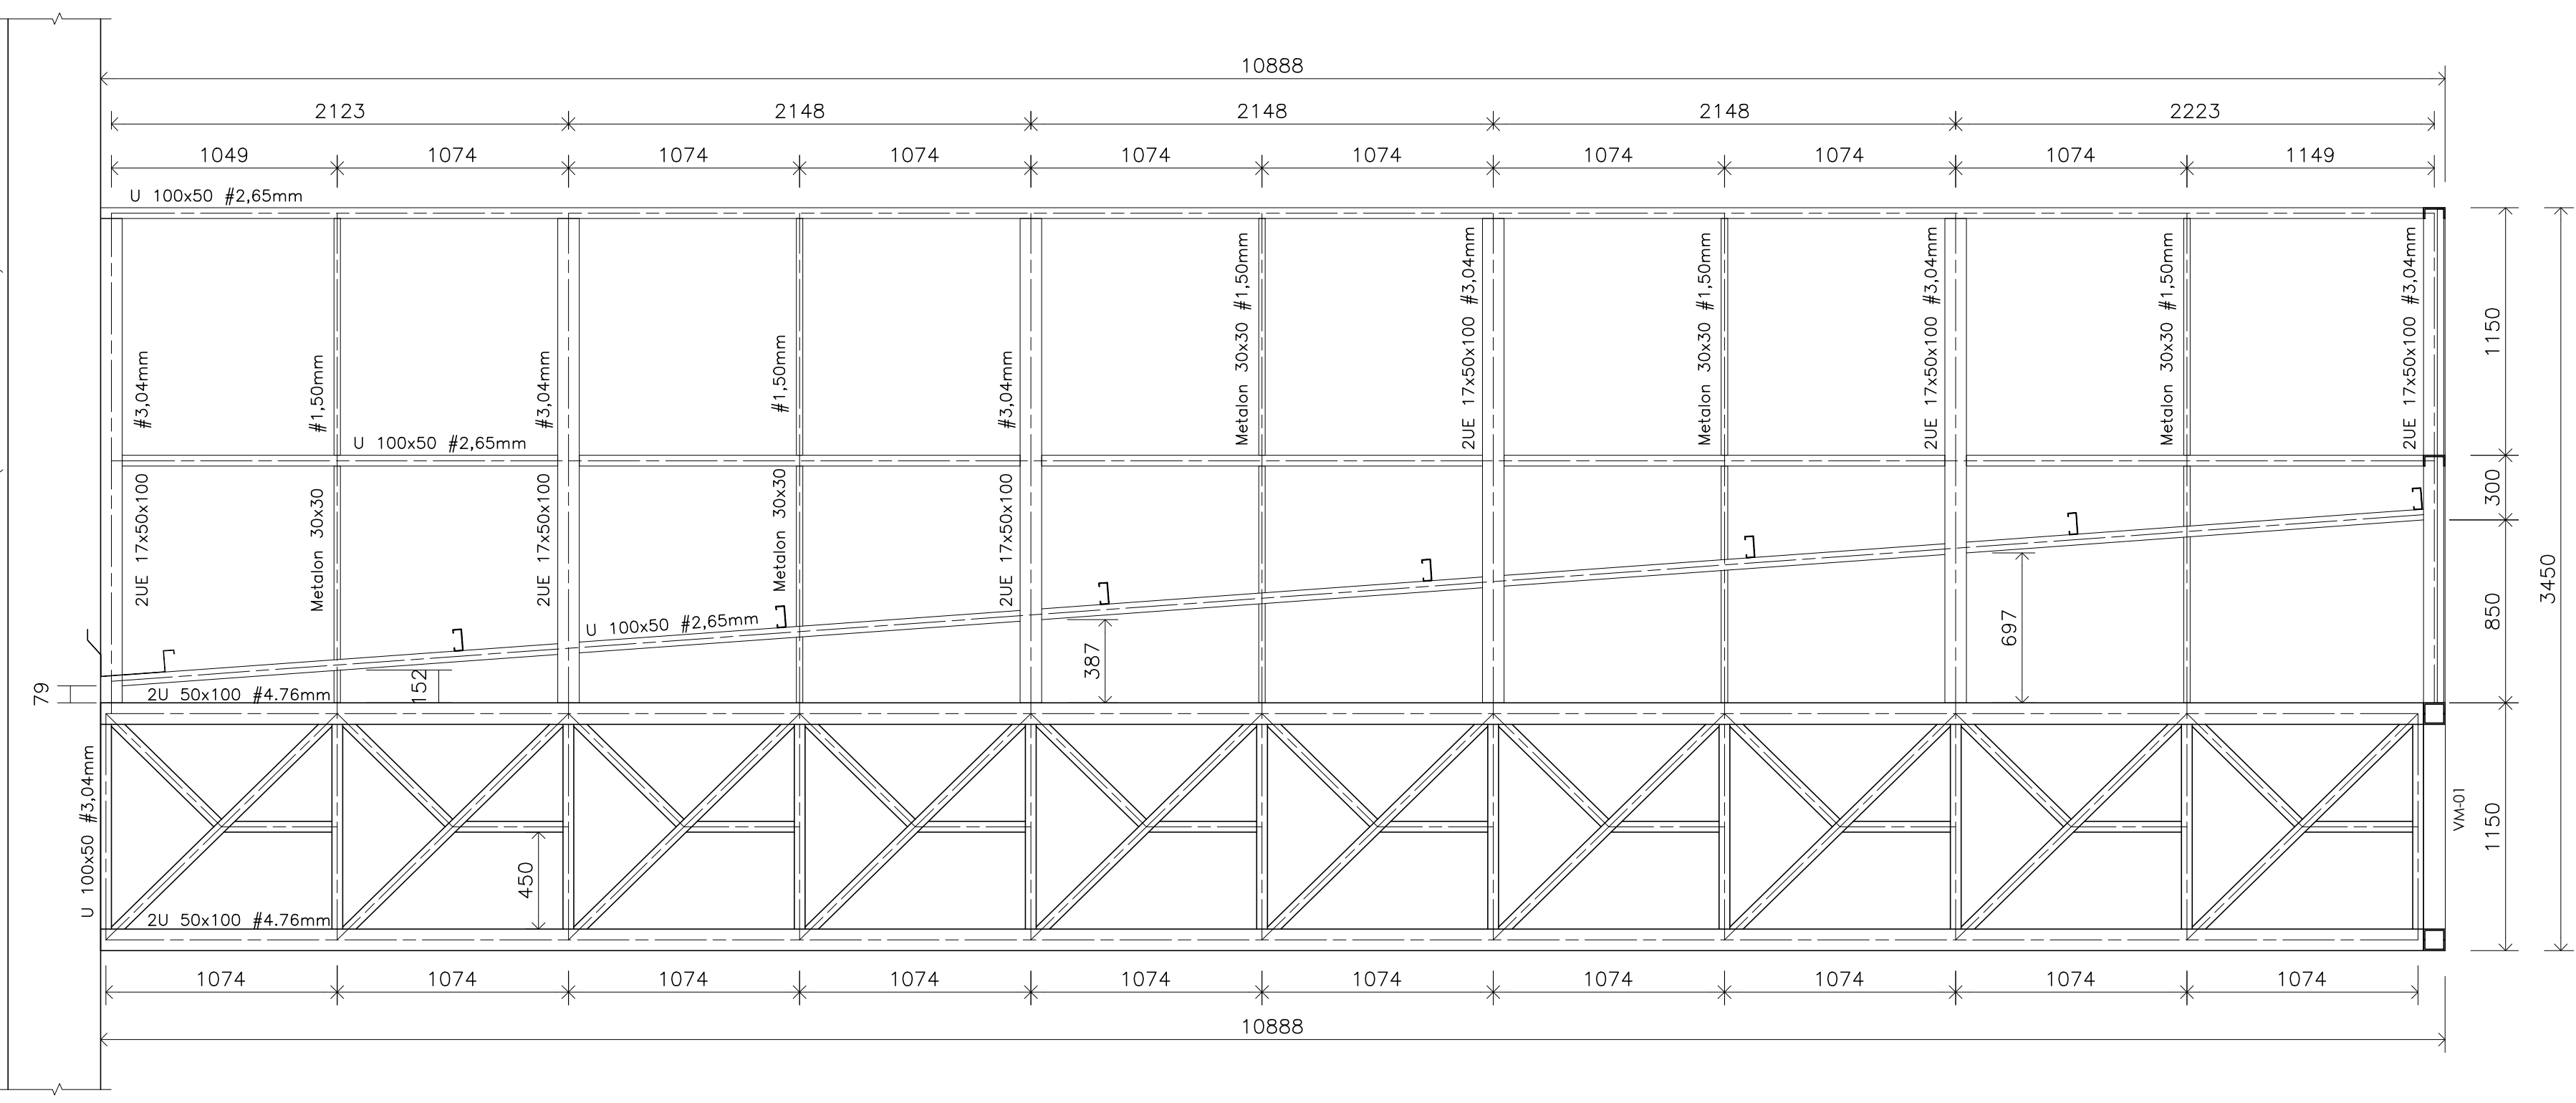 10888
2123 2148 2148 2148 2223
1049 1074 1074 1074 1074 1074 1074 1074 1074 1149
U 100x50 #2,65mm
#3,04mm
#1,50mm
#3,04mm
#1,50mm
#3,04mm
Metalon 30x30 #1,50mm
2UE 17x50x100 #3,04mm
Metalon 30x30 #1,50mm
2UE 17x50x100 #3,04mm
Metalon 30x30 #1,50mm
2UE 17x50x100 #3,04mm
1150
U 100x50 #2,65mm
2UE 17x50x100
Metalon 30x30
2UE 17x50x100
Metalon 30x30
2UE 17x50x100
300
3450
U 100x50 #2,65mm
387
697
850
79
152
2U 50x100 #4.76mm
U 100x50 #3,04mm
450
VM-01
1150
2U 50x100 #4.76mm
1074 1074 1074 1074 1074 1074 1074 1074 1074 1074
10888